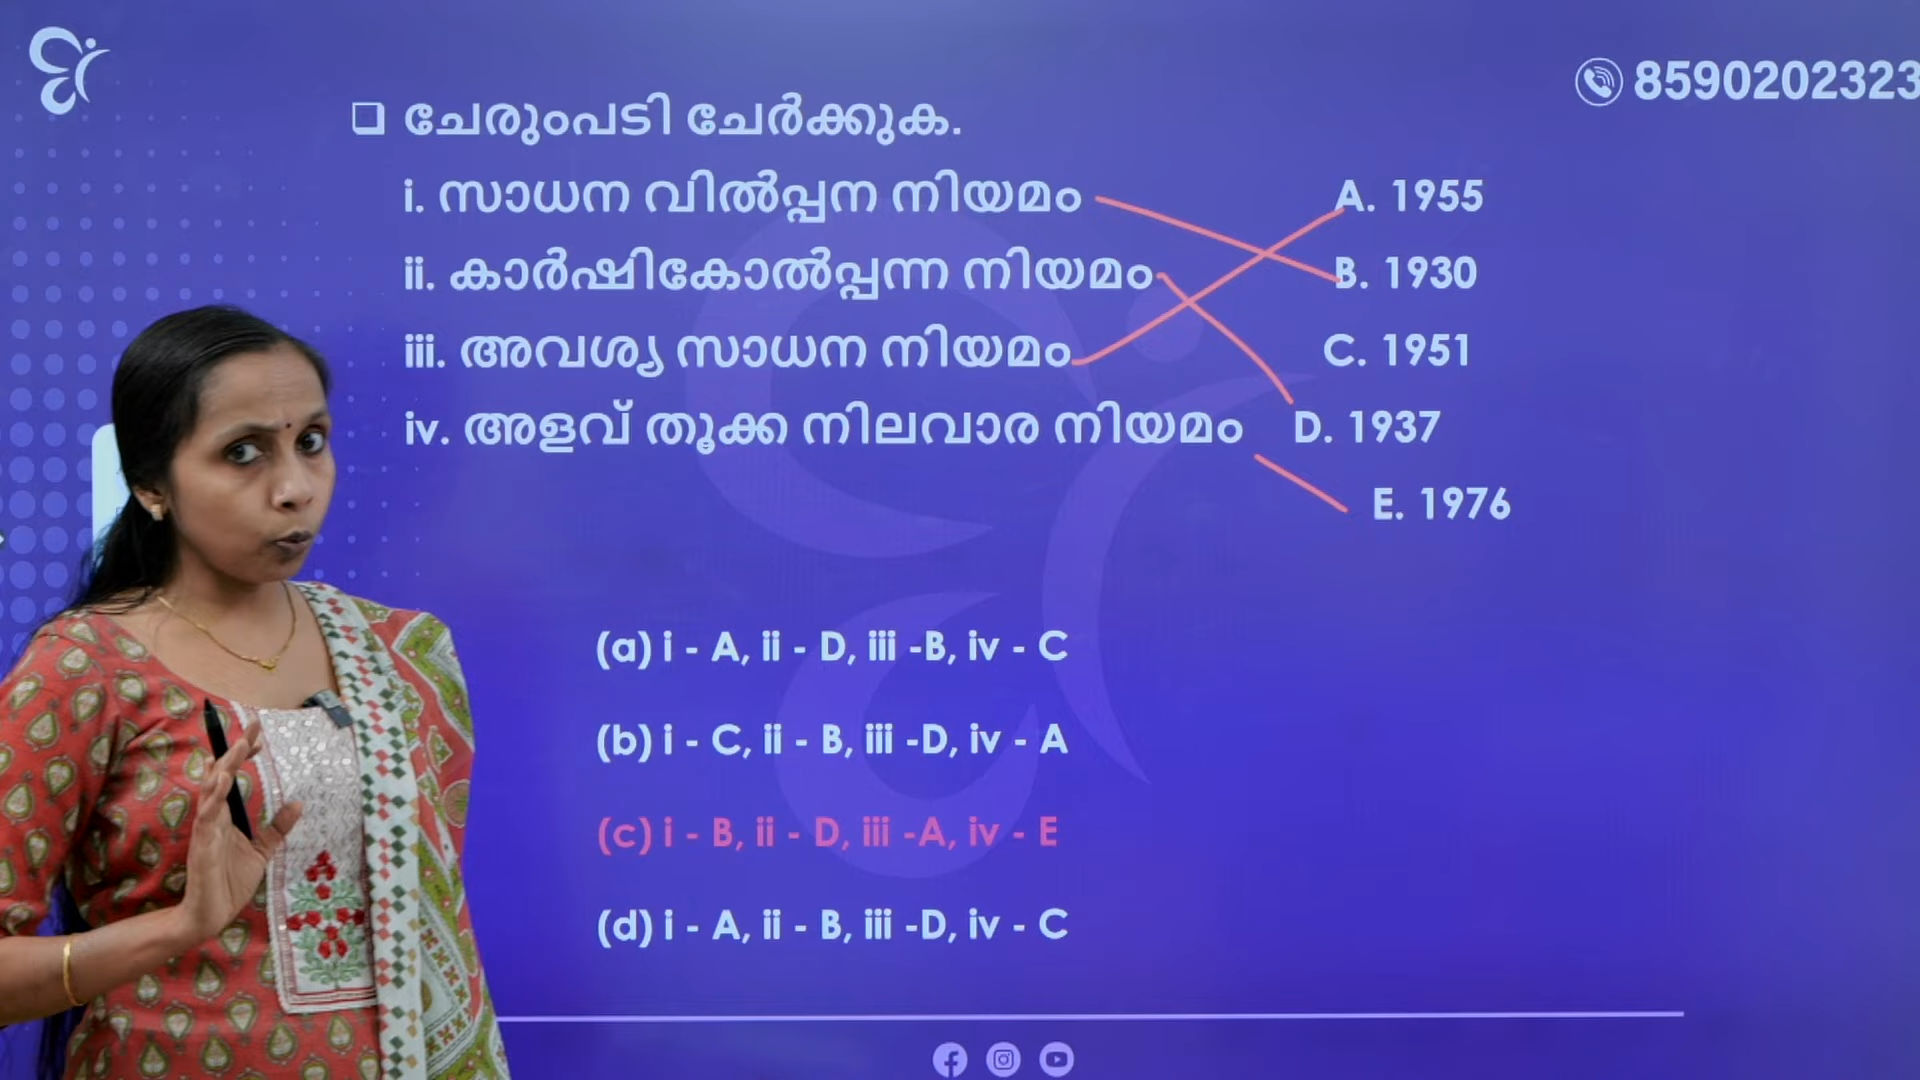 8590202323
❑ ചേരുംപടി ചേർക്കുക.
i. സാധന വിൽപ്പന നിയമം A. 1955
ii. കാർഷികോൽപ്പന്ന നിയമം B. 1930
iii. അവശ്യ സാധന നിയമം C. 1951
iv. അളവ് തൂക്ക നിലവാര നിയമം D. 1937
E. 1976
(a) i - A, ii - D, iii -B, iv - C
(b) i - C, ii - B, iii -D, iv - A
(c) i - B, ii - D, iii -A, iv - E
(d) i - A, ii - B, iii -D, iv - C